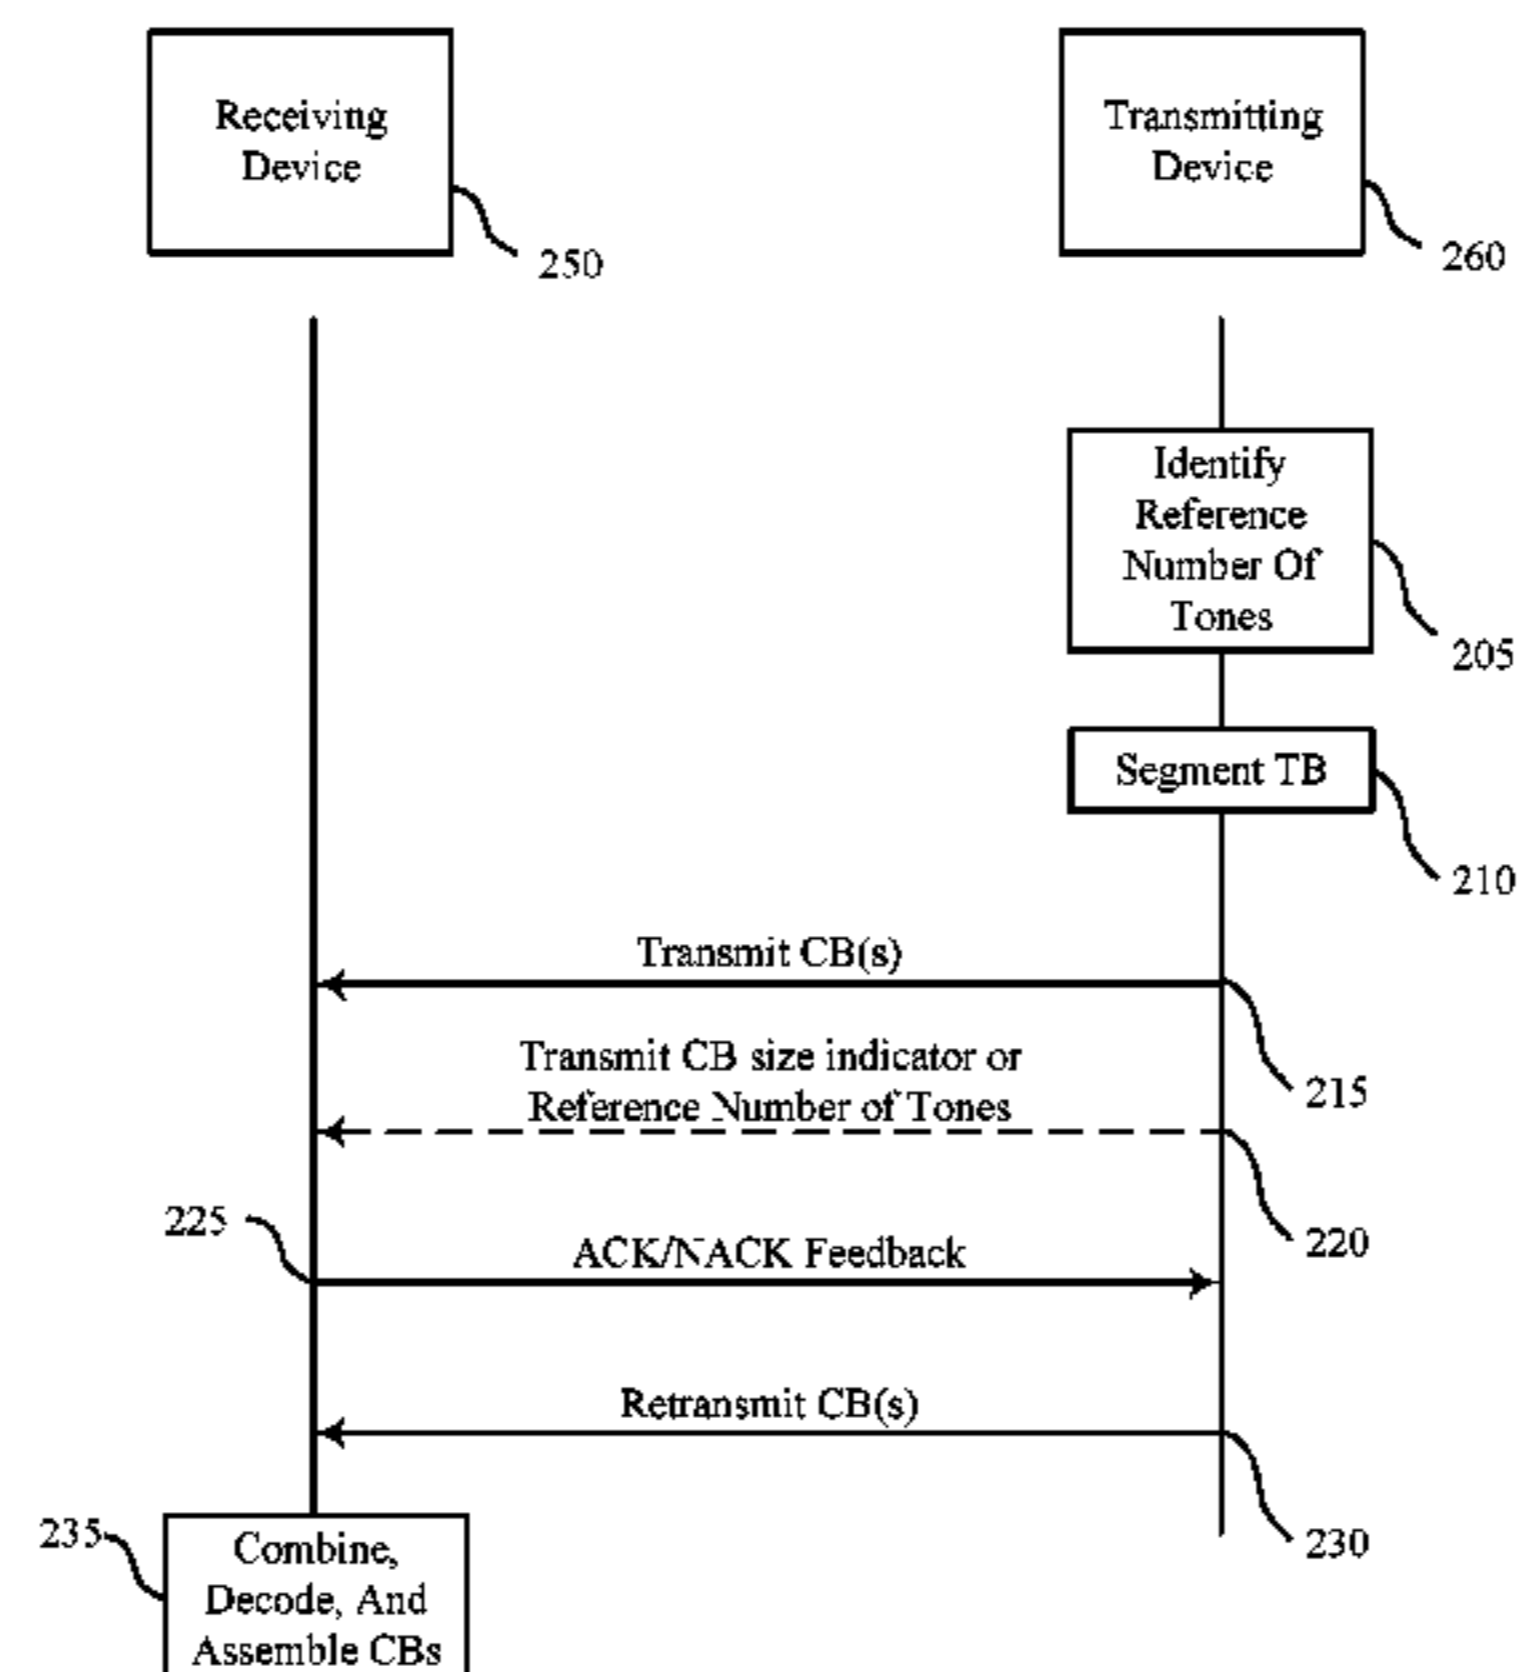 Receiving
Device
250
Transmitting
Device
260
Identify
Reference
Number Of
Tones
205
Segment TB
210
Transmit CB(s)
215
Transmit CB size indicator or
Reference Number of Tones
220
225
ACK/NACK Feedback
Retransmit CB(s)
230
235
Combine,
Decode, And
Assemble CBs